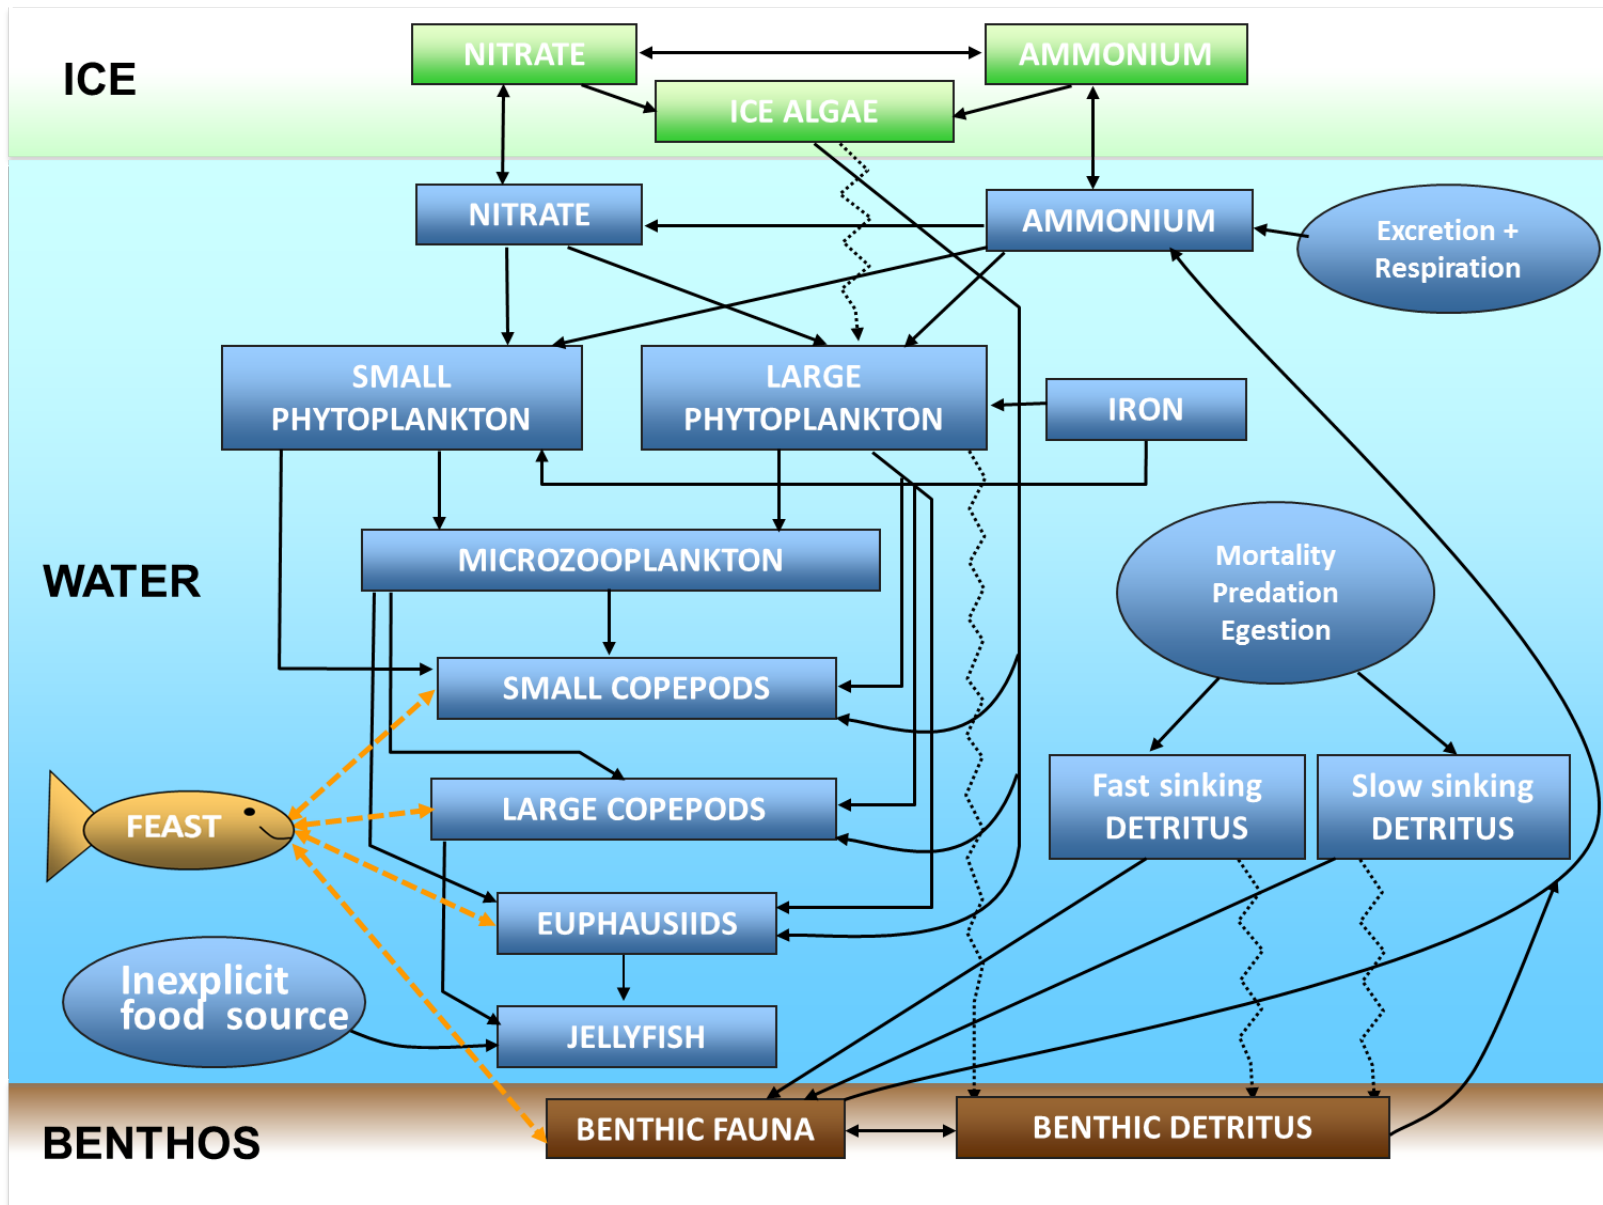 ICE
NITRATE
AMMONIUM
ICE ALGAE
NITRATE
AMMONIUM
Excretion +
Respiration
SMALL
PHYTOPLANKTON
LARGE
PHYTOPLANKTON
IRON
WATER
MICROZOOPLANKTON
Mortality
Predation
Egestion
SMALL COPEPODS
LARGE COPEPODS
Fast sinking
DETRITUS
Slow sinking
DETRITUS
FEAST
EUPHAUSIIDS
Inexplicit
food source
JELLYFISH
BENTHOS
BENTHIC FAUNA
BENTHIC DETRITUS